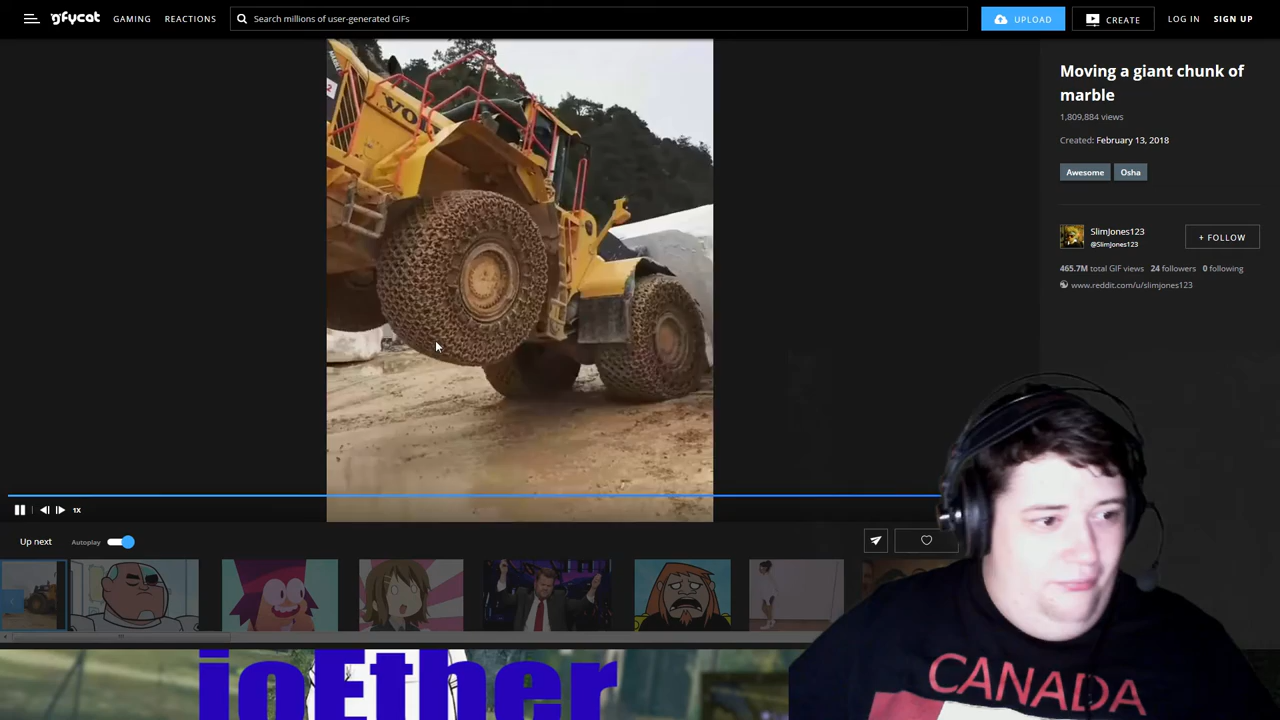 gfycat
GAMING
REACTIONS
Search millions of user-generated GIFs
UPLOAD
CREATE
LOG IN
SIGN UP
VO
Moving a giant chunk of
marble
1,809,884 views
Created: February 13, 2018
Awesome
Osha
SlimJones123
@SlimJones123
+ FOLLOW
465.7M total GIF views 24 followers 0 following
www.reddit.com/u/slimjones123
1X
Up next
Autoplay
ioEther
CANADA